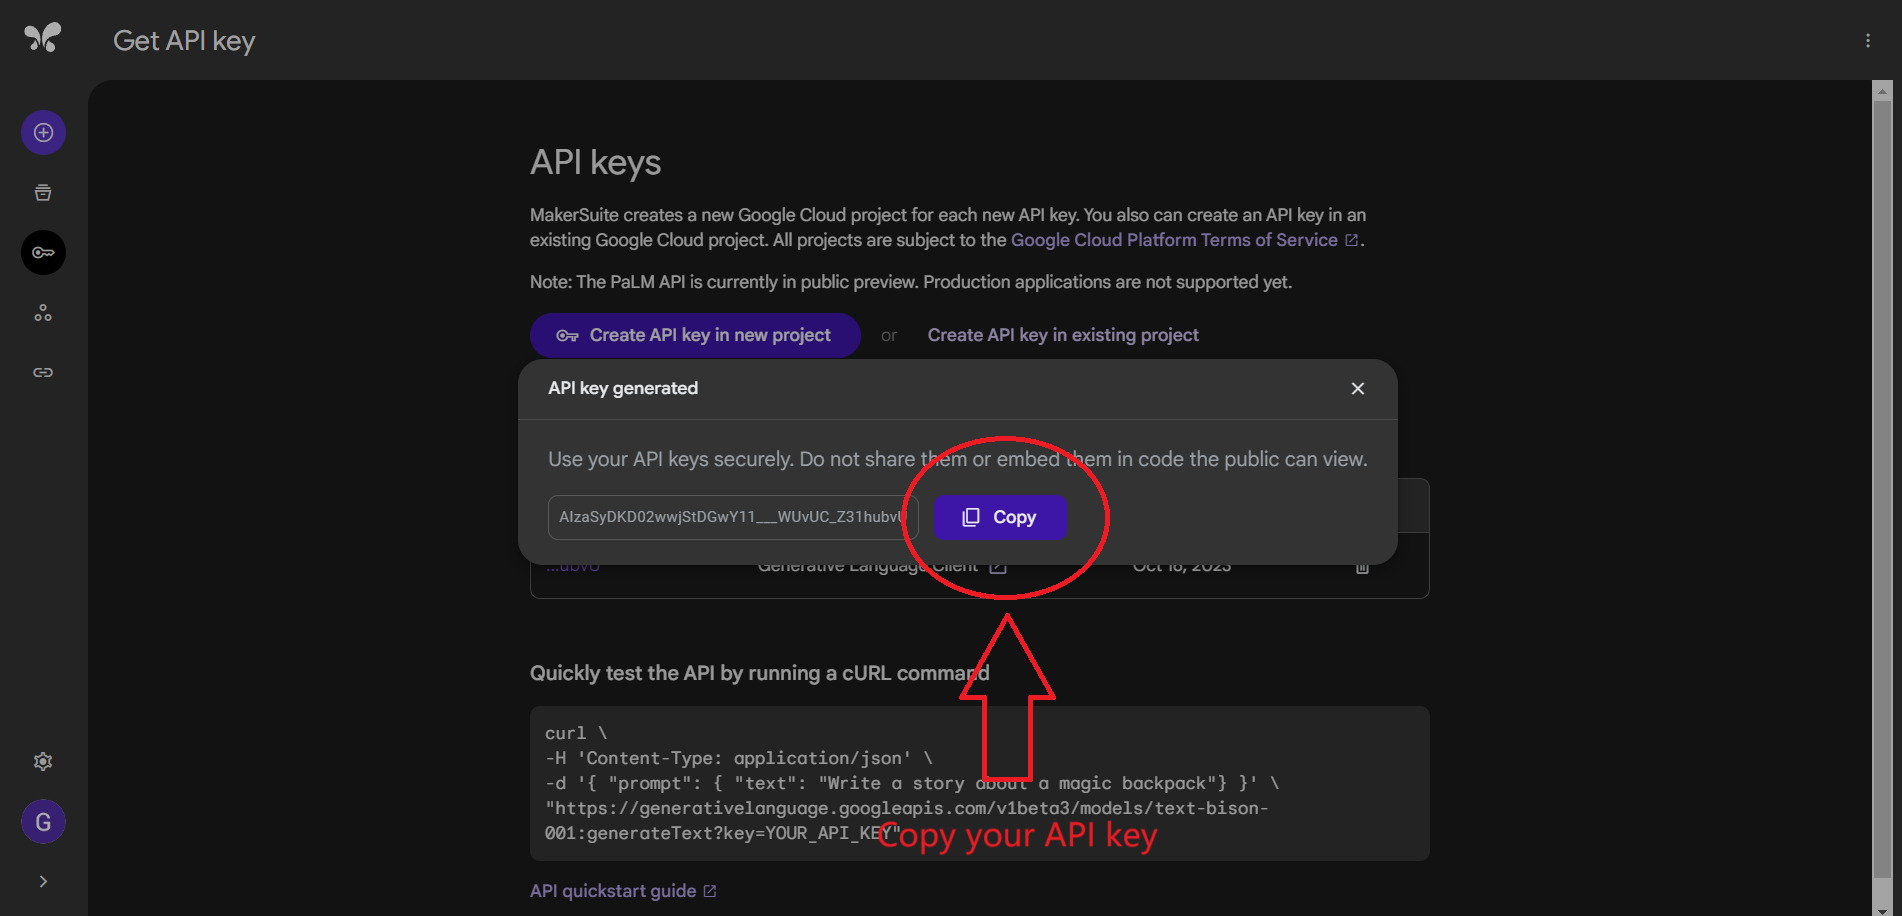 Get API key
API keys
MakerSuite creates a new Google Cloud project for each new API key. You also can create an API key in an
existing Google Cloud project. All projects are subject to the Google Cloud Platform Terms of Service.
Note: The PaLM API is currently in public preview. Production applications are not supported yet.
Create API key in new project or Create API key in existing project
API key generated
Use your API keys securely. Do not share them or embed them in code the public can view.
AIzaSyDKD02wwjStDGwY11___WUvUC_Z31hubvU
Copy
...ubvU Generative Language Client Oct 16, 2023
Quickly test the API by running a cURL command
curl \
-H 'Content-Type: application/json' \
-d '{ "prompt": { "text": "Write a story about a magic backpack"} }' \
"https://generativelanguage.googleapis.com/v1beta3/models/text-bison-
001:generateText?key=YOUR_API_KEY"
Copy your API key
API quickstart guide
G